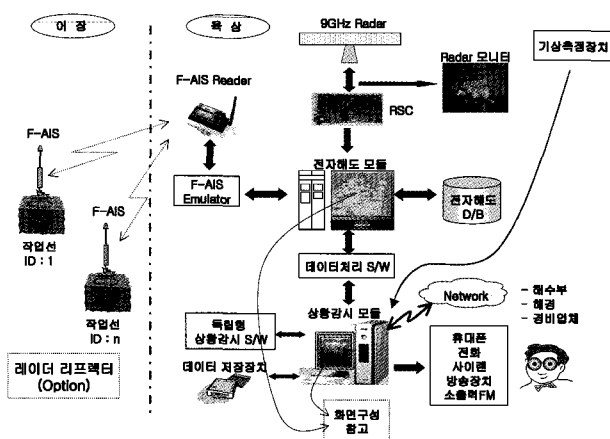 어 장
육 상
9GHz Radar
기상측정장치
F-AIS Reader
Radar 모니터
RSC
F-AIS
F-AIS
작업선
ID : 1
작업선
ID : n
레이더 리프렉터
(Option)
F-AIS
Emulator
전자해도 모듈
전자해도
D/B
데이터처리 S/W
상황감시 모듈
Network
- 해수부
- 해경
- 경비업체
독립형
상황감시 S/W
데이터 저장장치
휴대폰
전화
사이렌
방송장치
소출력FM
화면구성
참고